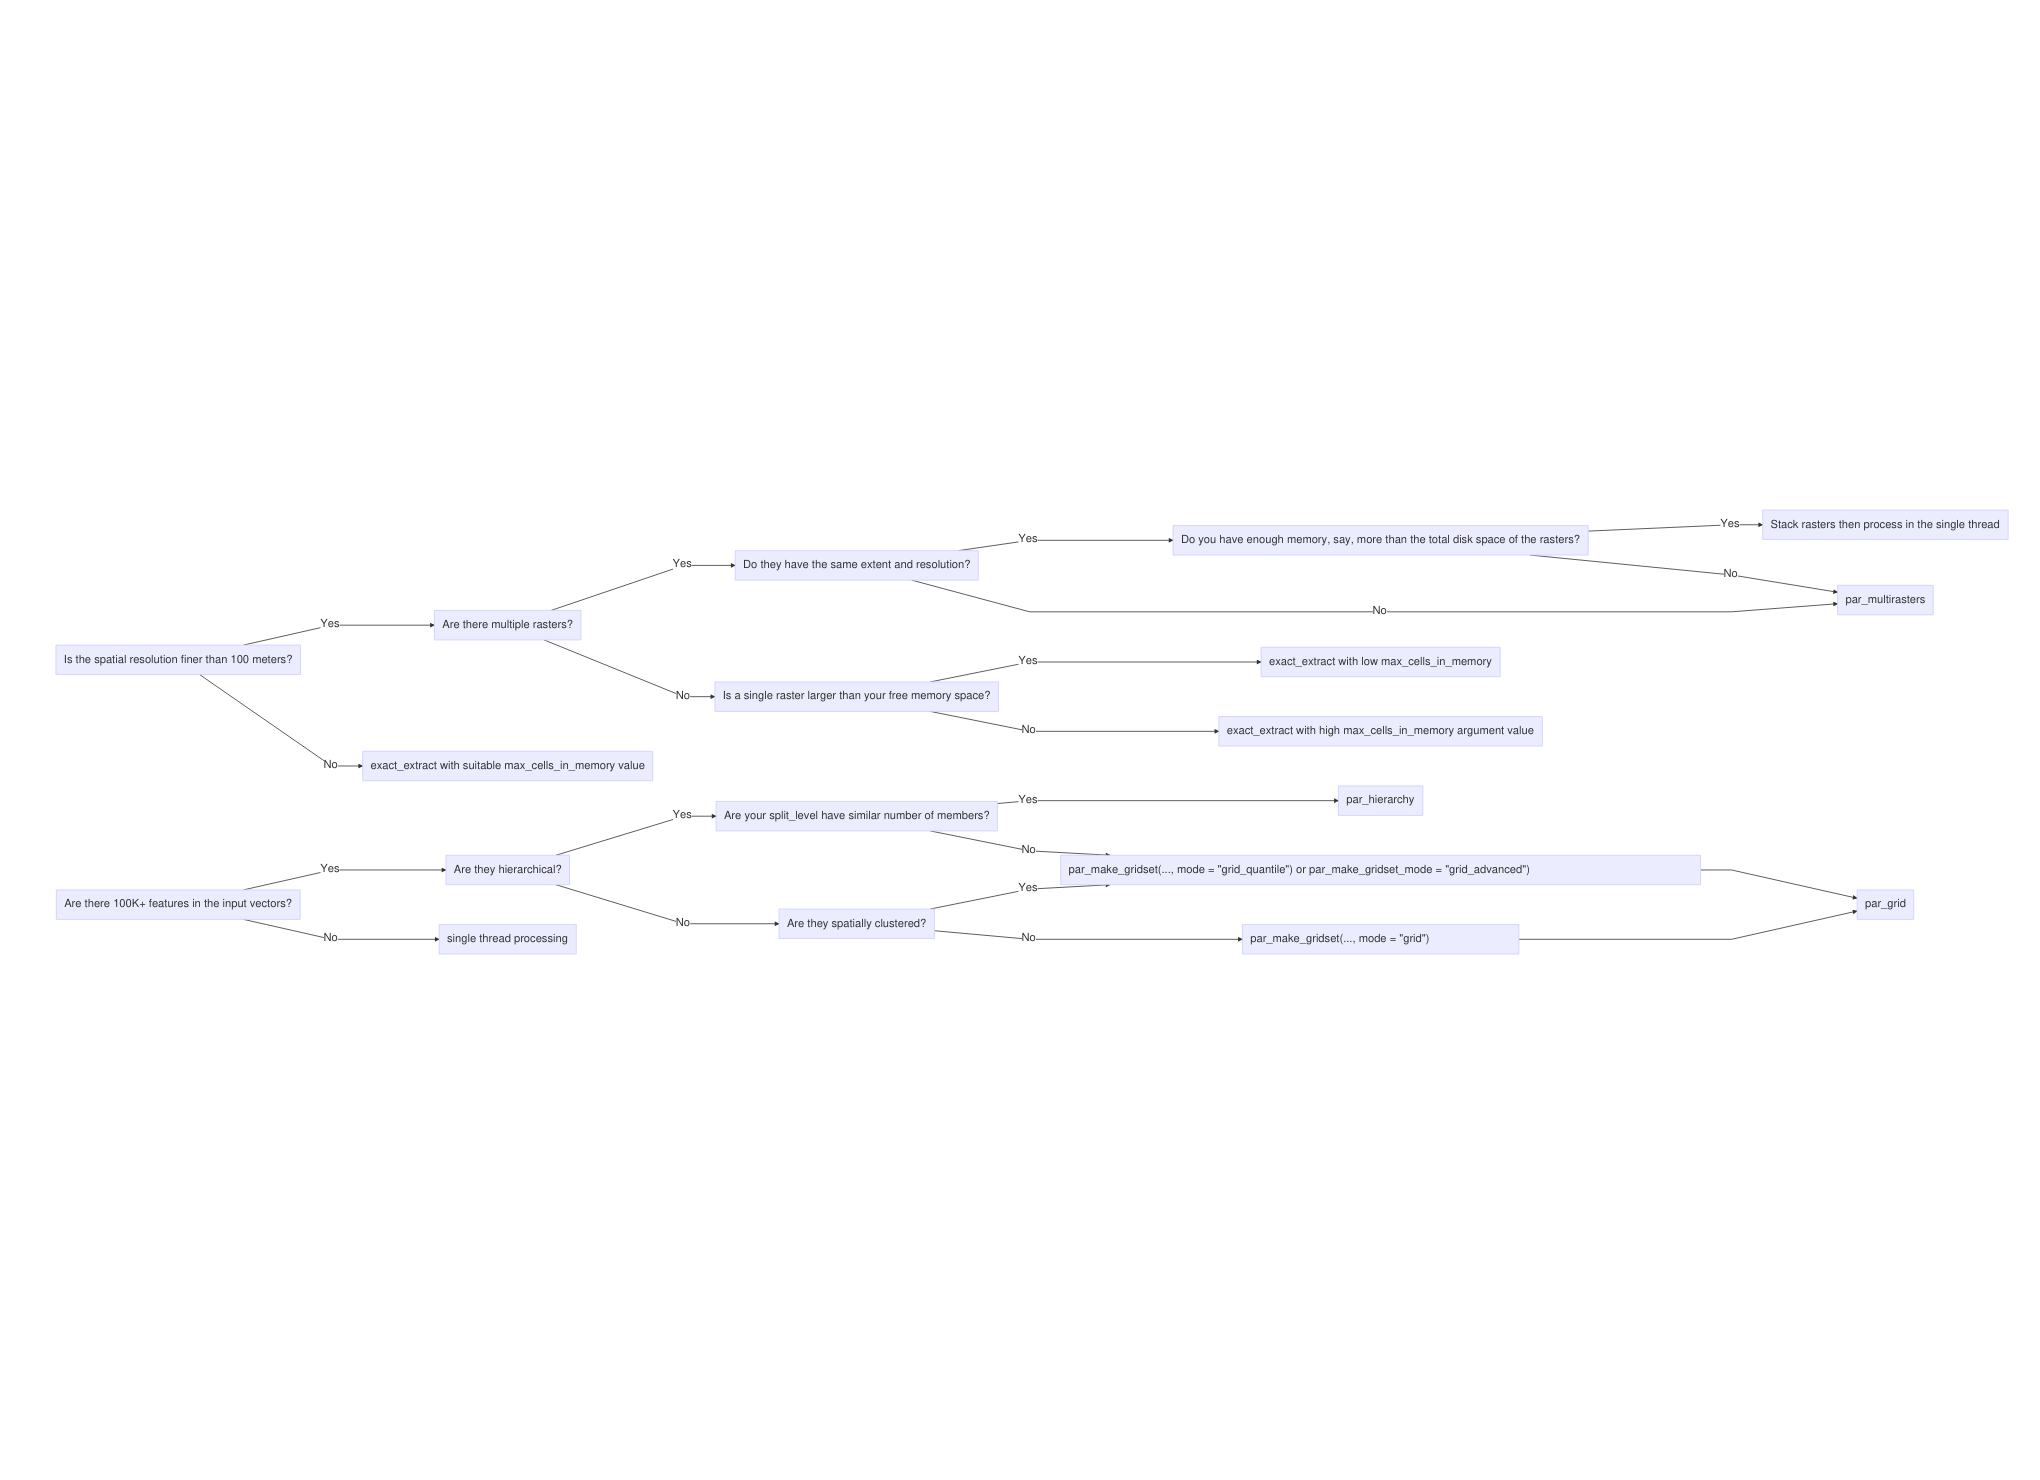 Is the spatial resolution finer than 100 meters?
Yes
Are there multiple rasters?
Yes
Do they have the same extent and resolution?
Yes
Do you have enough memory, say, more than the total disk space of the rasters?
Yes
Stack rasters then process in the single thread
No
par_multirasters
No
No
Is a single raster larger than your free memory space?
Yes
exact_extract with low max_cells_in_memory
No
exact_extract with high max_cells_in_memory argument value
No
exact_extract with suitable max_cells_in_memory value
Are there 100K+ features in the input vectors?
Yes
Are they hierarchical?
Yes
Are your split_level have similar number of members?
Yes
par_hierarchy
No
par_make_gridset(..., mode = "grid_quantile") or par_make_gridset_mode = "grid_advanced")
No
Are they spatially clustered?
Yes
No
par_make_gridset(..., mode = "grid")
par_grid
No
single thread processing